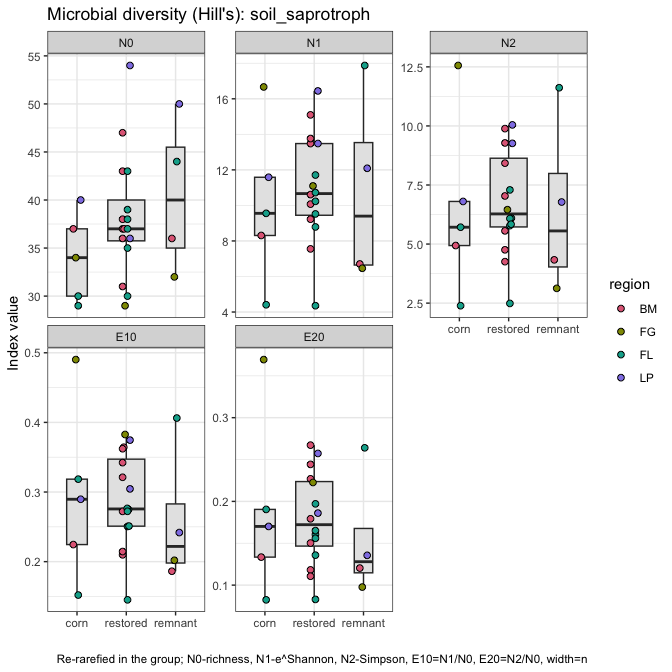 Microbial diversity (Hill's): soil_saprotroph
N0
N1
N2
55
50
45
40
35
30
16
12
8
4
12.5
10.0
7.5
5.0
2.5
corn restored remnant
Index value
region
BM
FG
FL
LP
E10
E20
0.5
0.4
0.3
0.2
0.3
0.2
0.1
corn restored remnant
corn restored remnant
Re-rarefied in the group; N0-richness, N1-e^Shannon, N2-Simpson, E10=N1/N0, E20=N2/N0, width=n